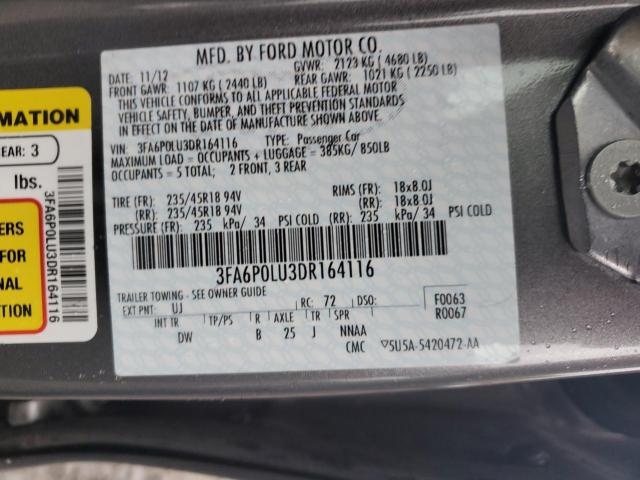 MFD. BY FORD MOTOR CO.
DATE: 11/12 GVWR: 2123 KG ( 4680 LB)
FRONT GAWR: 1107 KG ( 2440 LB) REAR GAWR: 1021 KG ( 2250 LB)
THIS VEHICLE CONFORMS TO ALL APPLICABLE FEDERAL MOTOR
VEHICLE SAFETY, BUMPER, AND THEFT PREVENTION STANDARDS
IN EFFECT ON THE DATE OF MANUFACTURE SHOWN ABOVE.
VIN: 3FA6P0LU3DR164116 TYPE: Passenger Car
MAXIMUM LOAD = OCCUPANTS + LUGGAGE = 385KG/ 850LB
OCCUPANTS = 5 TOTAL; 2 FRONT, 3 REAR
TIRE (FR): 235/45R18 94V RIMS (FR): 18x8.0J
(RR): 235/45R18 94V (RR): 18x8.0J
PRESSURE (FR): 235 kPa/ 34 PSI COLD (RR): 235 kPa/ 34 PSI COLD
3FA6P0LU3DR164116
TRAILER TOWING - SEE OWNER GUIDE
EXT PNT: UJ RC: 72 DSO: F0063
R0067
INT TR TP/PS R AXLE TR SPR
DW B 25 J NNAA
CMC ▽5U5A-5420472-AA
MATION
EAR: 3
lbs.
ERS
FOR
ATION
3FA6P0LU3DR164116